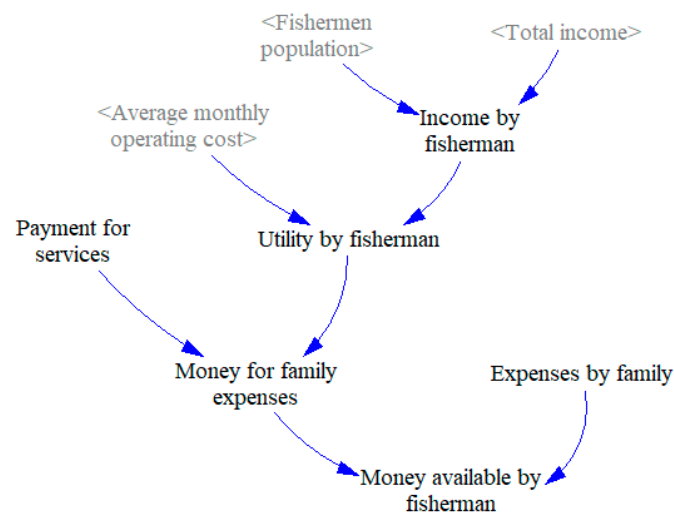 <Fishermen
population>
<Total income>
<Average monthly
operating cost>
Income by
fisherman
Payment for
services
Utility by fisherman
Money for family
expenses
Expenses by family
Money available by
fisherman